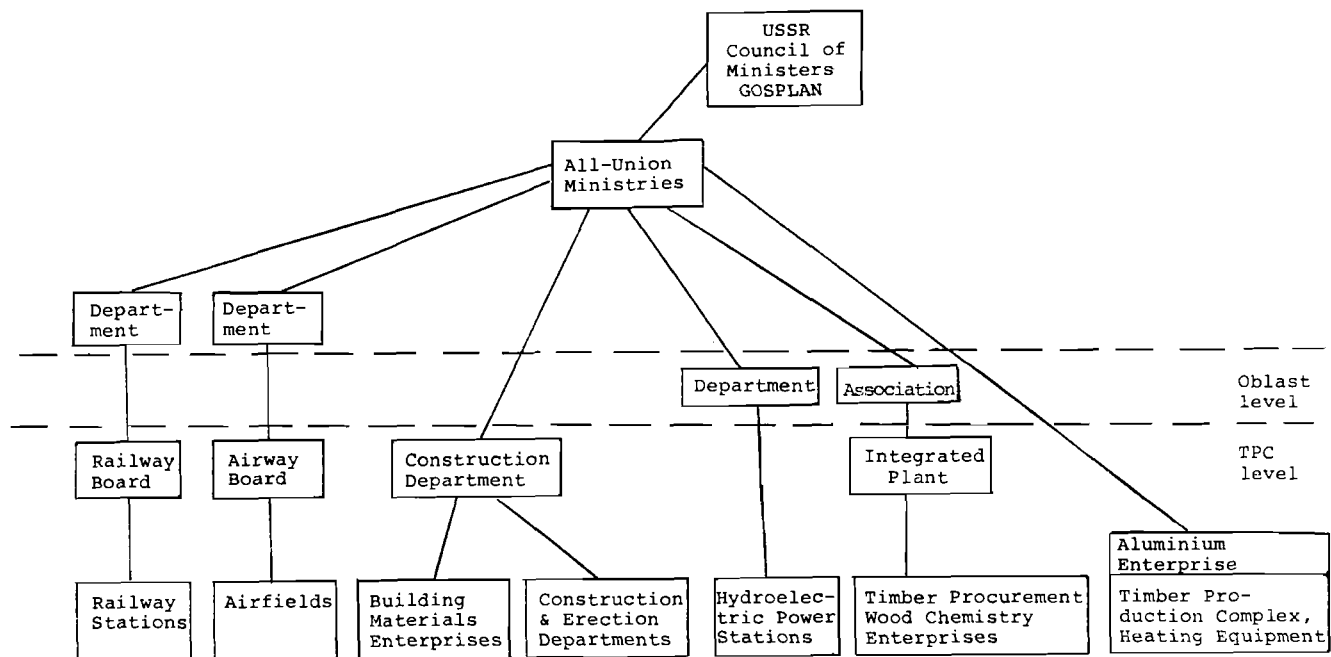 USSR
Council of
Ministers
GOSPLAN
All-Union
Ministries
Depart-
ment
Depart-
ment
Department
Association
Oblast
level
Railway
Board
Airway
Board
Construction
Department
Integrated
Plant
TPC
level
Railway
Stations
Airfields
Building
Materials
Enterprises
Construction
& Erection
Departments
Hydroelec-
tric Power
Stations
Timber Procurement
Wood Chemistry
Enterprises
Aluminium
Enterprise
Timber Pro-
duction Complex,
Heating Equipment